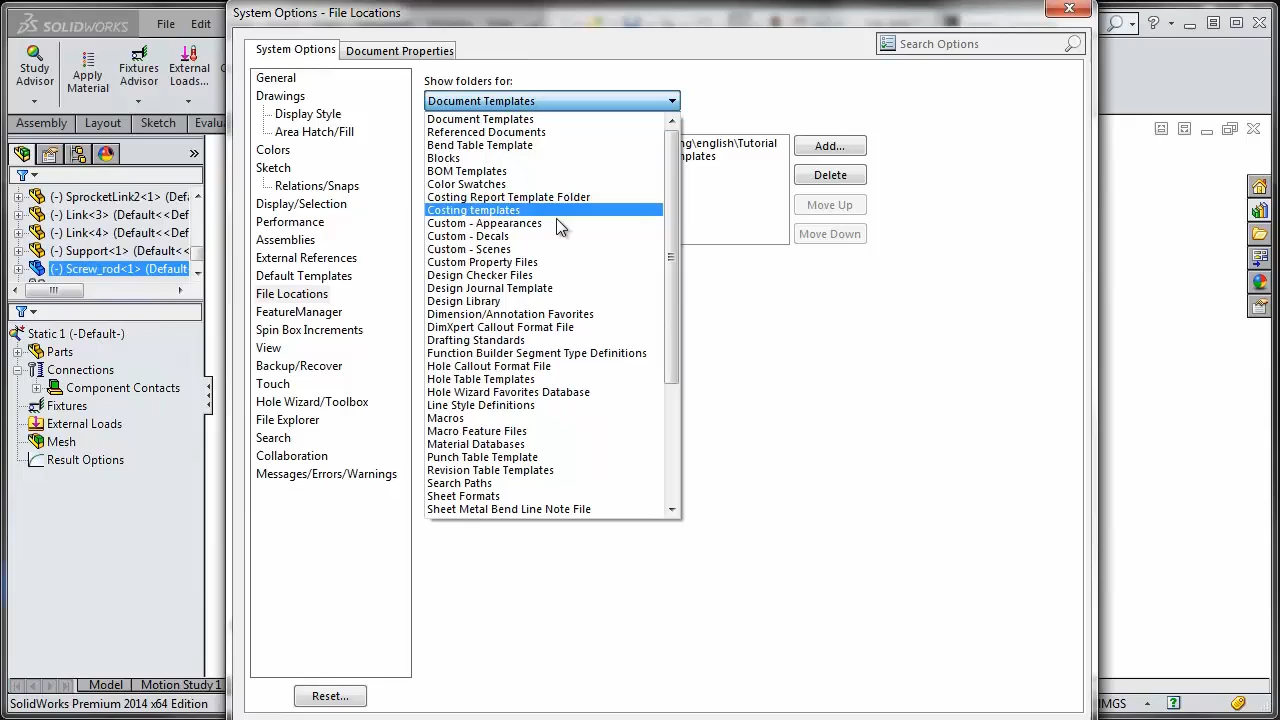 System Options - File Locations
SOLIDWORKS
File
Edit
Study Advisor
Apply Material
Fixtures Advisor
External Loads...
Assembly
Layout
Sketch
Evalu
(-) SprocketLink2<1> (Def
(-) Link<3> (Default<<De
(-) Link<4> (Default<<De
(-) Support<1> (Default<<
(-) Screw_rod<1> (Default
Static 1 (-Default-)
Parts
Connections
Component Contacts
Fixtures
External Loads
Mesh
Result Options
Model
Motion Study 1
SolidWorks Premium 2014 x64 Edition
System Options
Document Properties
Search Options
General
Drawings
Display Style
Area Hatch/Fill
Colors
Sketch
Relations/Snaps
Display/Selection
Performance
Assemblies
External References
Default Templates
File Locations
FeatureManager
Spin Box Increments
View
Backup/Recover
Touch
Hole Wizard/Toolbox
File Explorer
Search
Collaboration
Messages/Errors/Warnings
Reset...
Show folders for:
Document Templates
Document Templates
Referenced Documents
Bend Table Template
Blocks
BOM Templates
Color Swatches
Costing Report Template Folder
Costing templates
Custom - Appearances
Custom - Decals
Custom - Scenes
Custom Property Files
Design Checker Files
Design Journal Template
Design Library
Dimension/Annotation Favorites
DimXpert Callout Format File
Drafting Standards
Function Builder Segment Type Definitions
Hole Callout Format File
Hole Table Templates
Hole Wizard Favorites Database
Line Style Definitions
Macros
Macro Feature Files
Material Databases
Punch Table Template
Revision Table Templates
Search Paths
Sheet Formats
Sheet Metal Bend Line Note File
ng\english\Tutorial
nplates
Add...
Delete
Move Up
Move Down
MMGS